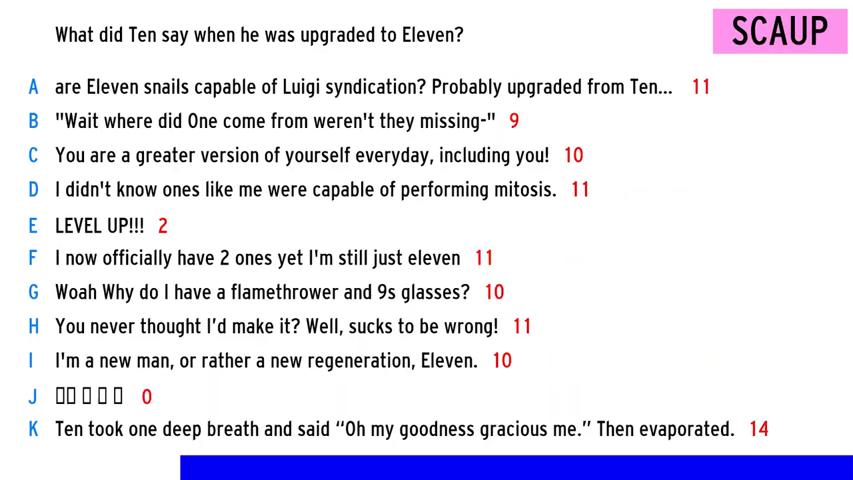 What did Ten say when he was upgraded to Eleven?
SCAUP
A are Eleven snails capable of Luigi syndication? Probably upgraded from Ten... 11
B "Wait where did One come from weren't they missing-" 9
C You are a greater version of yourself everyday, including you! 10
D I didn't know ones like me were capable of performing mitosis. 11
E LEVEL UP!!! 2
F I now officially have 2 ones yet I'm still just eleven 11
G Woah Why do I have a flamethrower and 9s glasses? 10
H You never thought I’d make it? Well, sucks to be wrong! 11
I I'm a new man, or rather a new regeneration, Eleven. 10
J ▯▯ ▯ ▯ ▯ 0
K Ten took one deep breath and said “Oh my goodness gracious me.” Then evaporated. 14